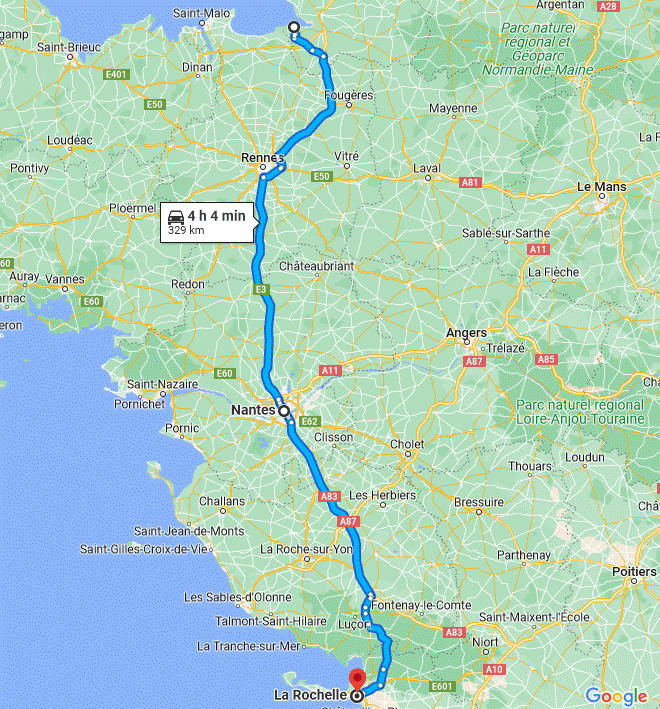 Argentan
A28
Saint-Malo
Parc naturel
régional et
Géoparc
Normandie-Maine
Saint-Brieuc
Dinan
E401
E50
Fougères
Mayenne
Loudéac
Rennes
Vitré
Pontivy
E50
Laval
A81
Le Mans
Ploërmel
4 h 4 min
329 km
Sablé-sur-Sarthe
A11
Châteaubriant
La Flèche
Auray
Vannes
Redon
E3
E60
Angers
Trélazé
A87
A85
E60
A11
Saint-Nazaire
Pornichet
Nantes
E62
Parc naturel régional
Loire-Anjou-Touraine
Pornic
Clisson
Cholet
Loudun
Thouars
A83
Les Herbiers
Challans
Bressuire
A87
Saint-Jean-de-Monts
Saint-Gilles-Croix-de-Vie
La Roche-sur-Yon
Parthenay
Poitiers
Les Sables-d'Olonne
Fontenay-le-Comte
Talmont-Saint-Hilaire
Luçon
Saint-Maixent-l'École
A83
La Tranche-sur-Mer
Niort
A10
La Rochelle
E601
Google